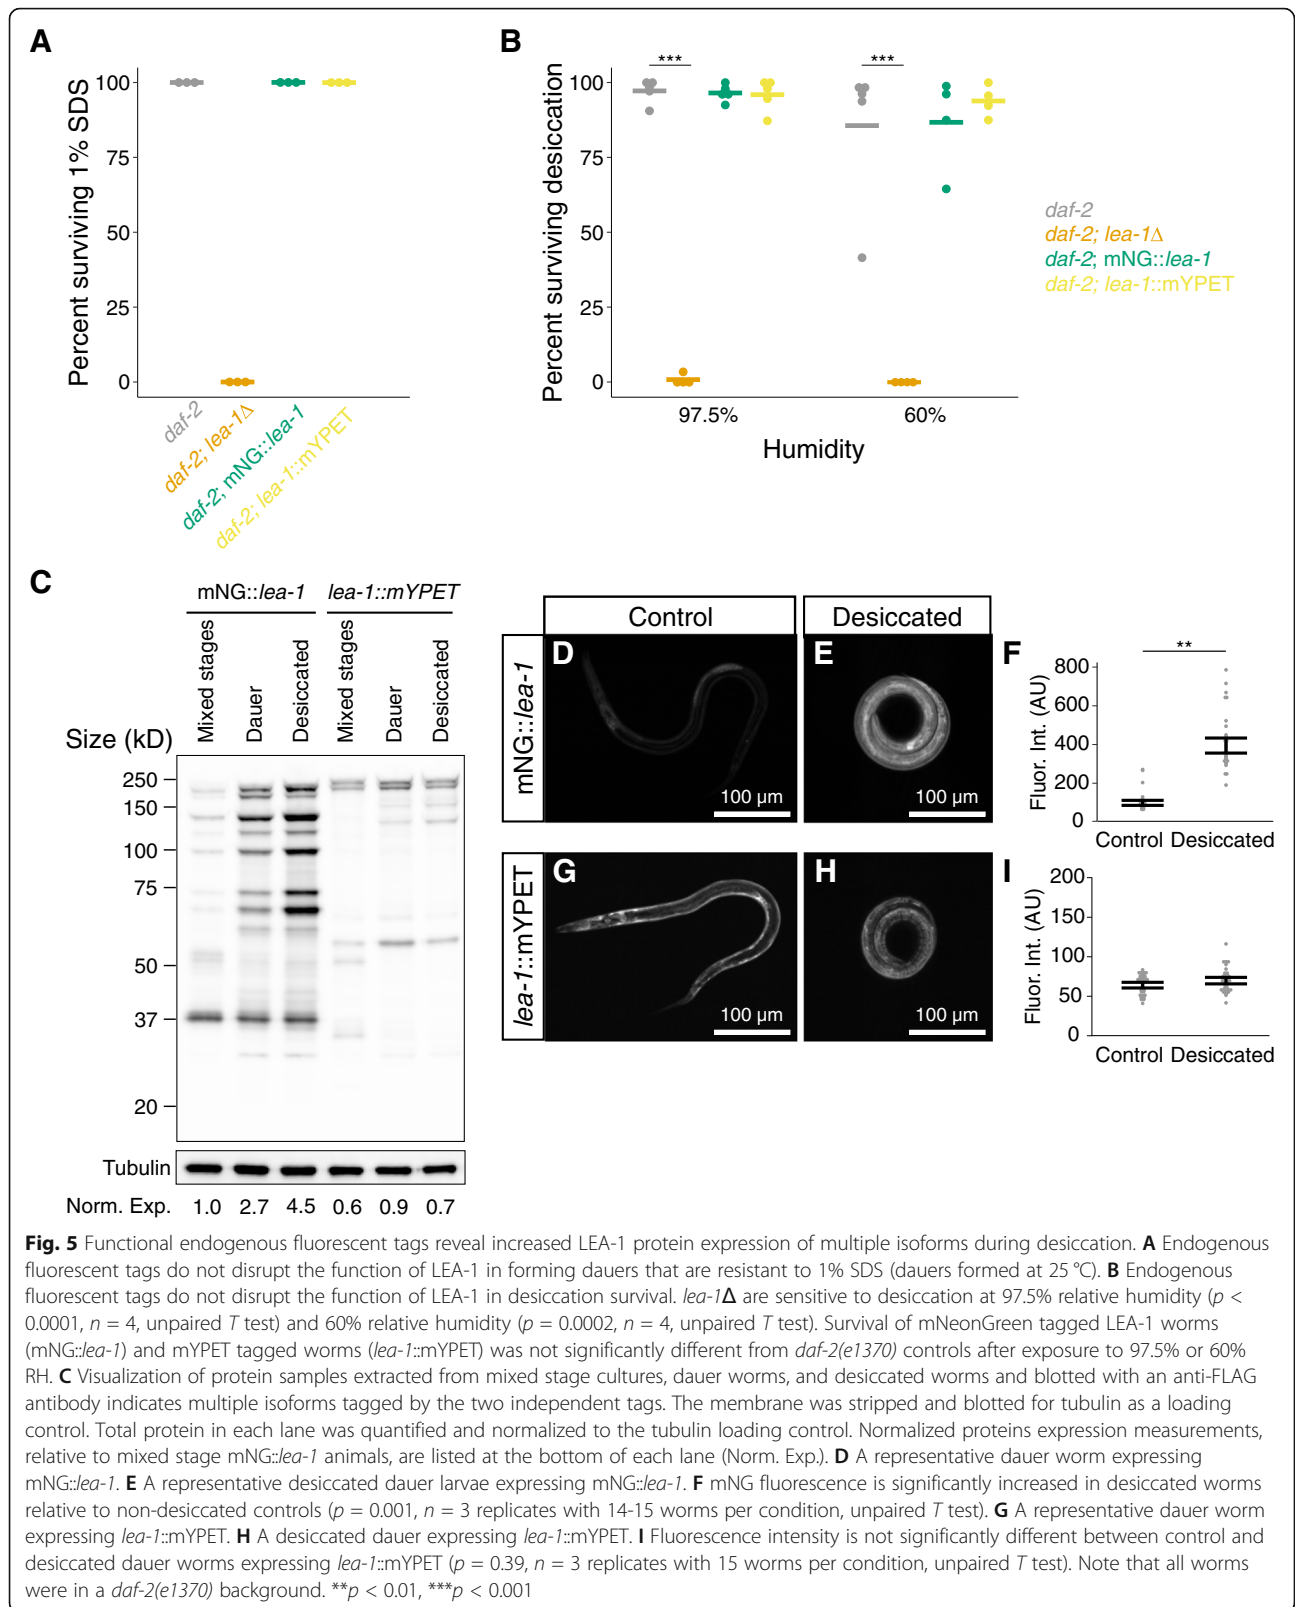 A
Percent surviving 1% SDS
100
75
50
25
0
daf-2
daf-2; lea-1Δ
daf-2; mNG::lea-1
daf-2; lea-1::mYPET
B
Percent surviving desiccation
100
75
50
25
0
***
***
97.5%
60%
Humidity
daf-2
daf-2; lea-1Δ
daf-2; mNG::lea-1
daf-2; lea-1::mYPET
C
mNG::lea-1
lea-1::mYPET
Mixed stages
Dauer
Desiccated
Mixed stages
Dauer
Desiccated
Size (kD)
250
150
100
75
50
37
20
Tubulin
Norm. Exp. 1.0 2.7 4.5 0.6 0.9 0.7
Control
Desiccated
mNG::lea-1
D
100 µm
E
100 µm
F
**
Fluor. Int. (AU)
800
600
400
200
0
Control Desiccated
lea-1::mYPET
G
100 µm
H
100 µm
I
Fluor. Int. (AU)
200
150
100
50
0
Control Desiccated
Fig. 5 Functional endogenous fluorescent tags reveal increased LEA-1 protein expression of multiple isoforms during desiccation. A Endogenous
fluorescent tags do not disrupt the function of LEA-1 in forming dauers that are resistant to 1% SDS (dauers formed at 25 °C). B Endogenous
fluorescent tags do not disrupt the function of LEA-1 in desiccation survival. lea-1Δ are sensitive to desiccation at 97.5% relative humidity (p <
0.0001, n = 4, unpaired T test) and 60% relative humidity (p = 0.0002, n = 4, unpaired T test). Survival of mNeonGreen tagged LEA-1 worms
(mNG::lea-1) and mYPET tagged worms (lea-1::mYPET) was not significantly different from daf-2(e1370) controls after exposure to 97.5% or 60%
RH. C Visualization of protein samples extracted from mixed stage cultures, dauer worms, and desiccated worms and blotted with an anti-FLAG
antibody indicates multiple isoforms tagged by the two independent tags. The membrane was stripped and blotted for tubulin as a loading
control. Total protein in each lane was quantified and normalized to the tubulin loading control. Normalized proteins expression measurements,
relative to mixed stage mNG::lea-1 animals, are listed at the bottom of each lane (Norm. Exp.). D A representative dauer worm expressing
mNG::lea-1. E A representative desiccated dauer larvae expressing mNG::lea-1. F mNG fluorescence is significantly increased in desiccated worms
relative to non-desiccated controls (p = 0.001, n = 3 replicates with 14-15 worms per condition, unpaired T test). G A representative dauer worm
expressing lea-1::mYPET. H A desiccated dauer expressing lea-1::mYPET. I Fluorescence intensity is not significantly different between control and
desiccated dauer worms expressing lea-1::mYPET (p = 0.39, n = 3 replicates with 15 worms per condition, unpaired T test). Note that all worms
were in a daf-2(e1370) background. **p < 0.01, ***p < 0.001